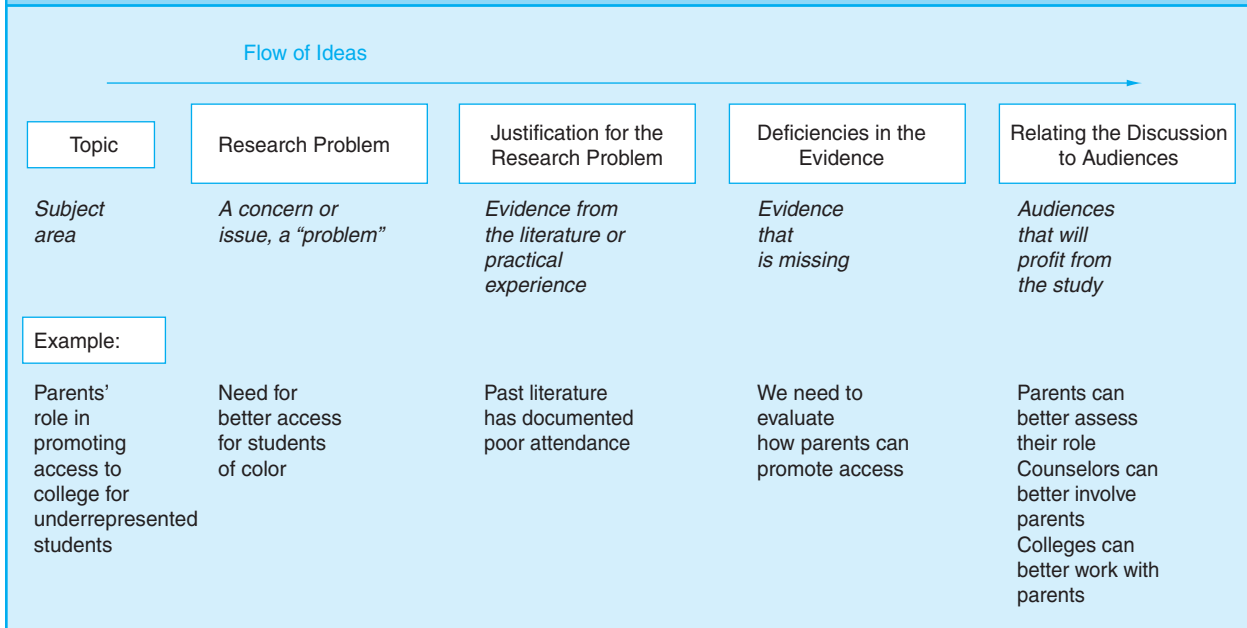 Flow of Ideas
Topic
Research Problem
Justification for the
Research Problem
Deficiencies in the
Evidence
Relating the Discussion
to Audiences
Subject
area
A concern or
issue, a “problem”
Evidence from
the literature or
practical
experience
Evidence
that
is missing
Audiences
that will
profit from
the study
Example:
Parents’
role in
promoting
access to
college for
underrepresented
students
Need for
better access
for students
of color
Past literature
has documented
poor attendance
We need to
evaluate
how parents can
promote access
Parents can
better assess
their role
Counselors can
better involve
parents
Colleges can
better work with
parents